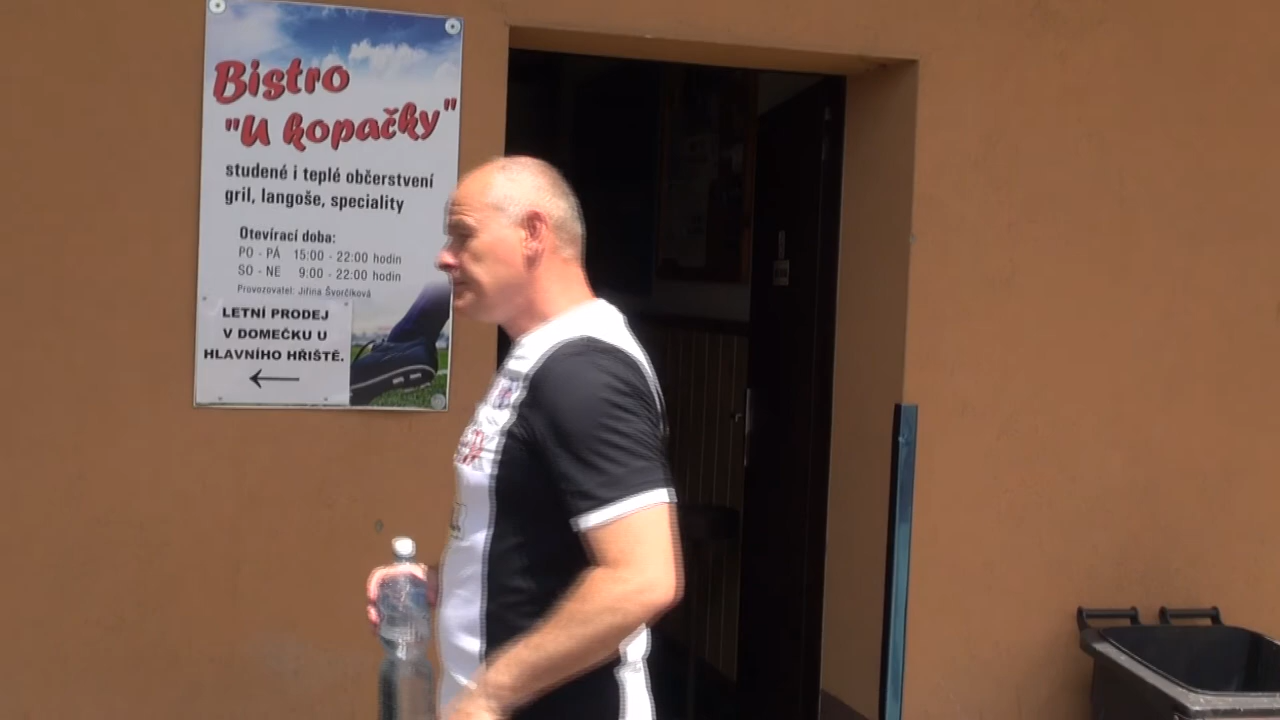 Bistro
"U kopačky"
studené i teplé občerstvení
gril, langoše, speciality
Otevírací doba:
PO - PÁ 15:00 - 22:00 hodin
SO - NE 9:00 - 22:00 hodin
Provozovatel: Jiřina Švorčíková
LETNÍ PRODEJ
V DOMEČKU U
HLAVNÍHO HŘIŠTĚ.